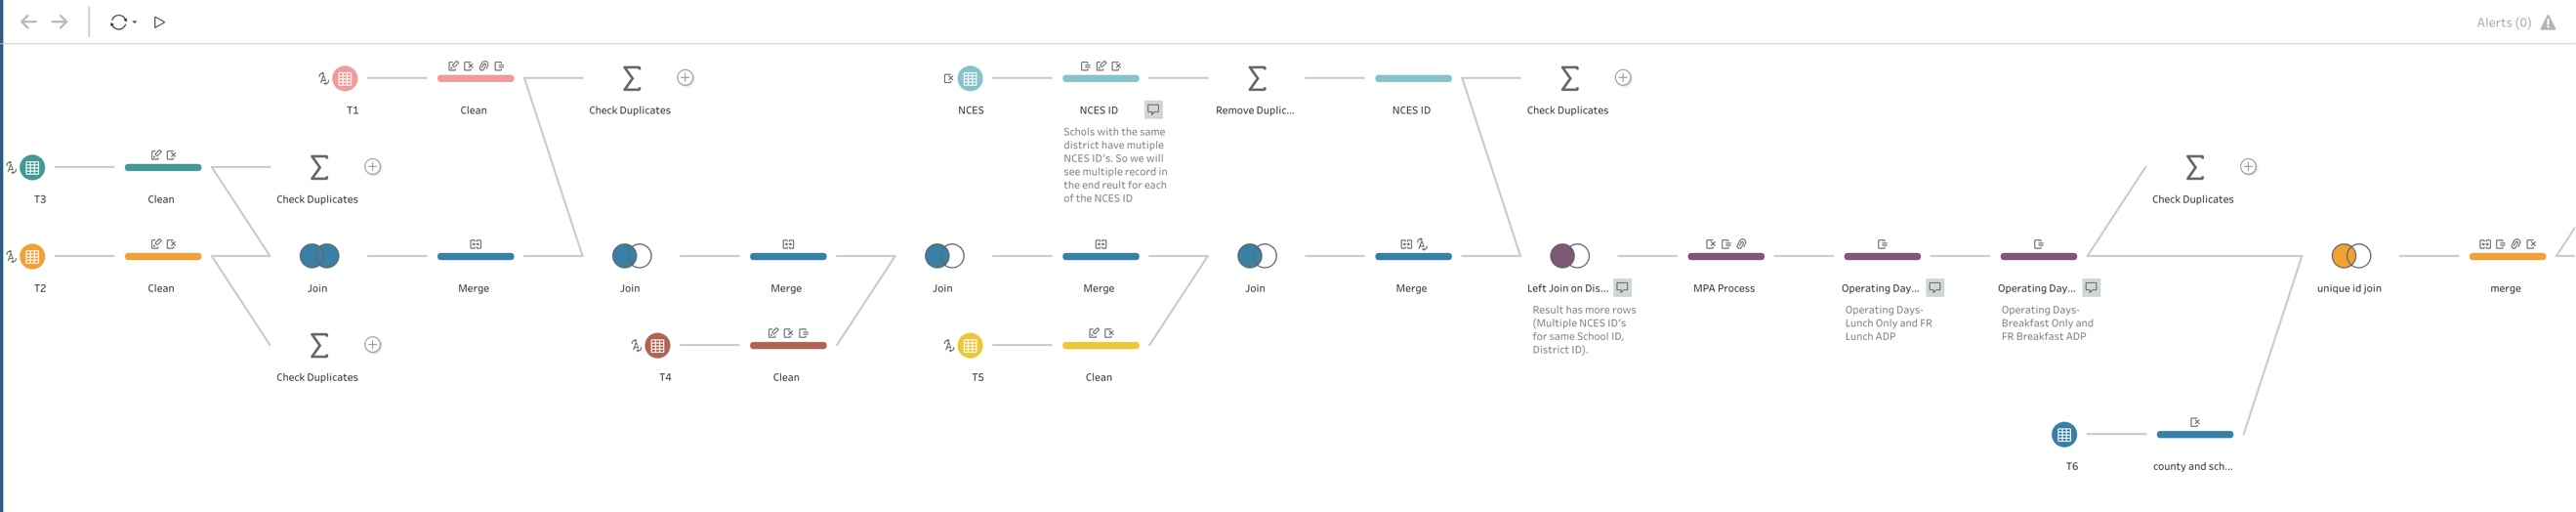 Alerts (0)
T1
Clean
Check Duplicates
NCES
NCES ID
Remove Duplic...
NCES ID
Check Duplicates
Schols with the same
district have mutiple
NCES ID's. So we will
see multiple record in
the end reult for each
of the NCES ID
T3
Clean
Check Duplicates
Check Duplicates
T2
Clean
Join
Merge
Join
Merge
Join
Merge
Join
Merge
Left Join on Dis...
MPA Process
Operating Day...
Operating Day...
unique id join
merge
Result has more rows
(Multiple NCES ID's
for same School ID,
District ID).
Operating Days-
Lunch Only and FR
Lunch ADP
Operating Days-
Breakfast Only and
FR Breakfast ADP
Check Duplicates
T4
Clean
T5
Clean
T6
county and sch...